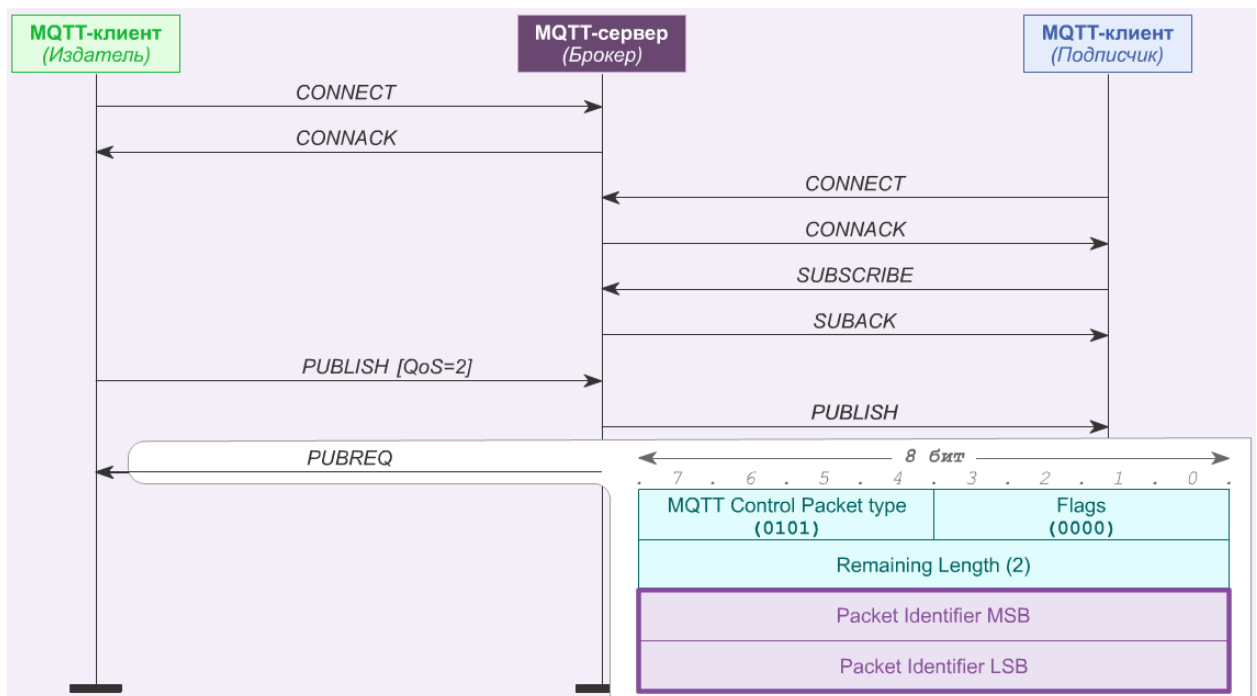 MQTT-клиент
(Издатель)
MQTT-сервер
(Брокер)
MQTT-клиент
(Подписчик)
CONNECT
CONNACK
CONNECT
CONNACK
SUBSCRIBE
SUBACK
PUBLISH [QoS=2]
PUBLISH
PUBREQ
8 бит
. 7 . 6 . 5 . 4 . 3 . 2 . 1 . 0 .
MQTT Control Packet type
(0101)
Flags
(0000)
Remaining Length (2)
Packet Identifier MSB
Packet Identifier LSB